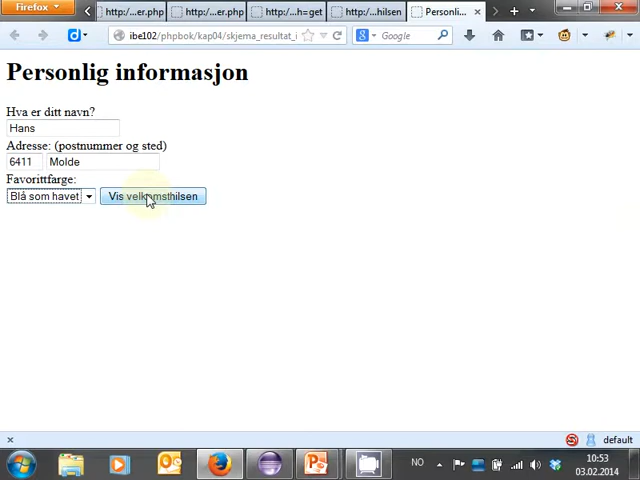 Firefox
http:/...er.php
http:/...er.php
http:/...h=get
http:/...hilsen
Personli...
ibe102/phpbok/kap04/skjema_resultat_i
Google
Personlig informasjon
Hva er ditt navn?
Hans
Adresse: (postnummer og sted)
6411 Molde
Favorittfarge:
Blå som havet Vis velkomsthilsen
default
NO
10:53
03.02.2014